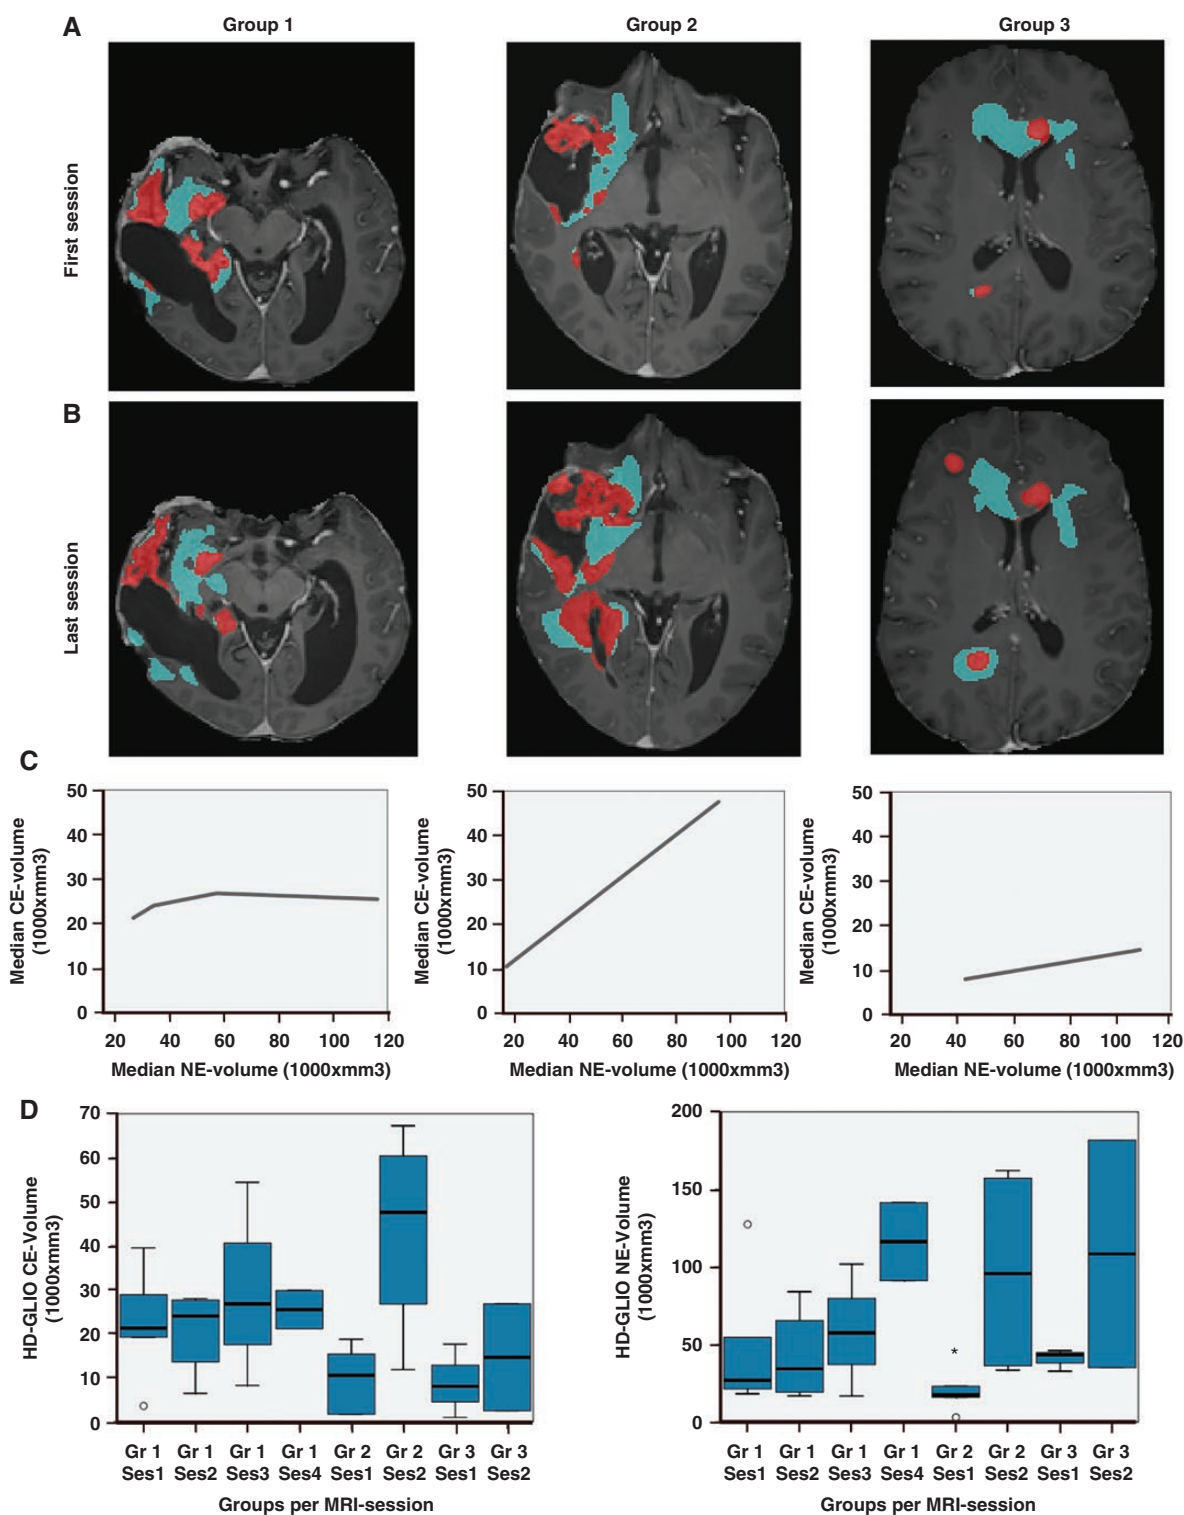 A
Group 1
Group 2
Group 3
First session
B
Last session
C
Median CE-volume
(1000xmm3)
50
40
30
20
10
0
20 40 60 80 100 120
Median NE-volume (1000xmm3)
Median CE-volume
(1000xmm3)
50
40
30
20
10
0
20 40 60 80 100 120
Median NE-volume (1000xmm3)
Median CE-volume
(1000xmm3)
50
40
30
20
10
0
20 40 60 80 100 120
Median NE-volume (1000xmm3)
D
HD-GLIO CE-Volume
(1000xmm3)
70
60
50
40
30
20
10
0
Gr 1 Gr 1 Gr 1 Gr 1 Gr 2 Gr 2 Gr 3 Gr 3
Ses1 Ses2 Ses3 Ses4 Ses1 Ses2 Ses1 Ses2
Groups per MRI-session
HD-GLIO NE-Volume
(1000xmm3)
200
150
100
50
0
*
Gr 1 Gr 1 Gr 1 Gr 1 Gr 2 Gr 2 Gr 3 Gr 3
Ses1 Ses2 Ses3 Ses4 Ses1 Ses2 Ses1 Ses2
Groups per MRI-session